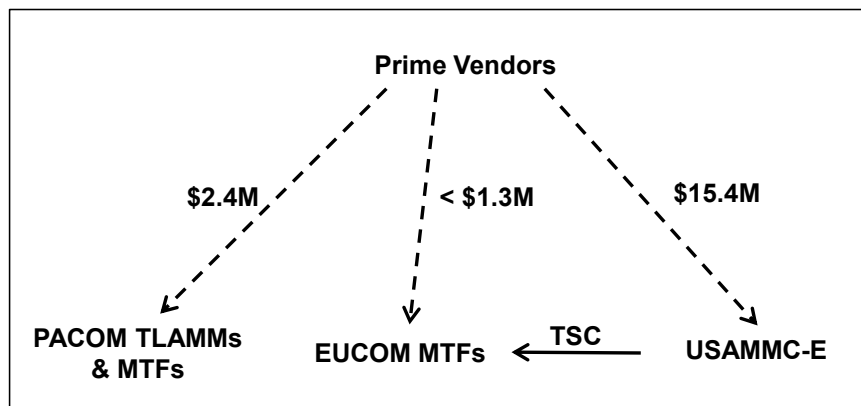 Prime Vendors
$2.4M
< $1.3M
$15.4M
PACOM TLAMMs
& MTFs
EUCOM MTFs
TSC
USAMMC-E